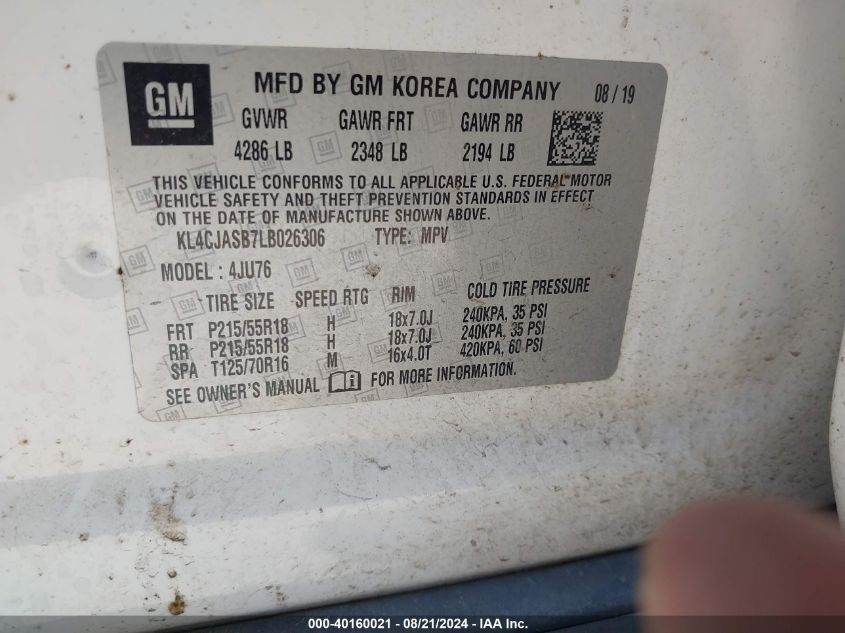 GM
MFD BY GM KOREA COMPANY 08 / 19
GVWR GAWR FRT GAWR RR
4286 LB 2348 LB 2194 LB
THIS VEHICLE CONFORMS TO ALL APPLICABLE U.S. FEDERAL MOTOR
VEHICLE SAFETY AND THEFT PREVENTION STANDARDS IN EFFECT
ON THE DATE OF MANUFACTURE SHOWN ABOVE.
KL4CJASB7LB026306 TYPE: MPV
MODEL : 4JU76
TIRE SIZE SPEED RTG RIM COLD TIRE PRESSURE
FRT P215/55R18 H 18x7.0J 240KPA, 35 PSI
RR P215/55R18 H 18x7.0J 240KPA, 35 PSI
SPA T125/70R16 M 16x4.0T 420KPA, 60 PSI
SEE OWNER'S MANUAL FOR MORE INFORMATION.
000-40160021 - 08/21/2024 - IAA Inc.